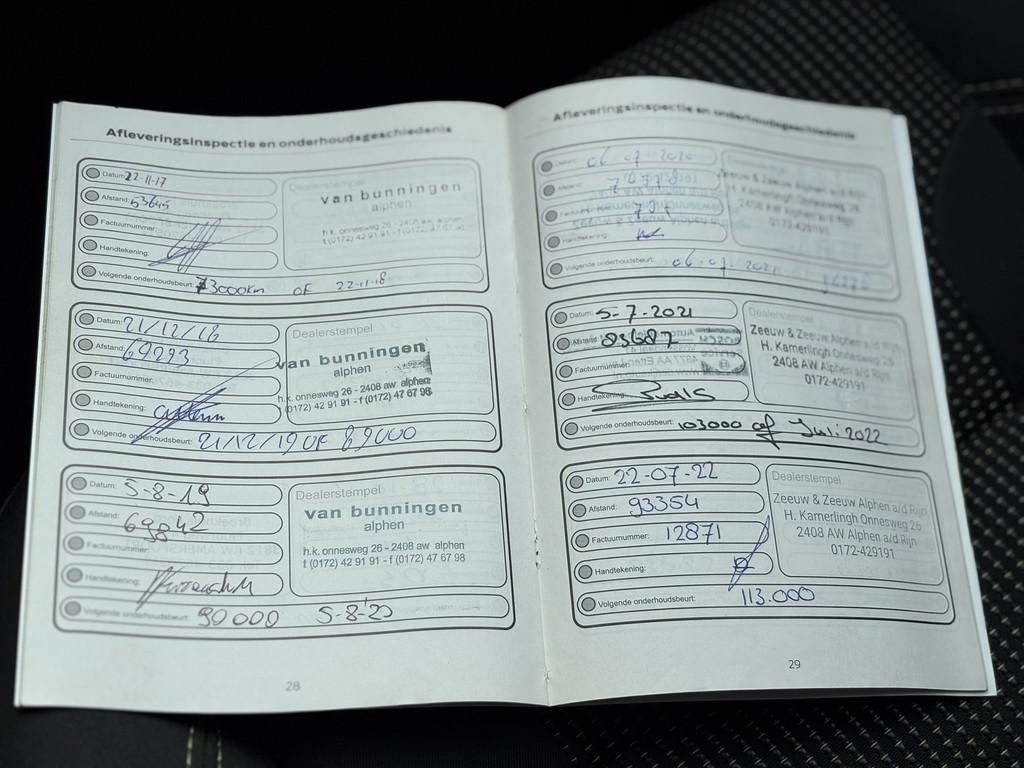 Afleveringsinspectie en onderhoudsgeschiedenis
Datum: 22-11-17
Afstand: 53645
Factuurnummer:
Handtekening:
Volgende onderhoudsbeurt: 73000km OF 22-11-18
Dealerstempel
van bunningen
alphen
h.k. onnesweg 26 - 2408 aw alphen
t (0172) 42 91 91 - f (0172) 47 67 98
Datum: 21/12/18
Afstand: 69293
Factuurnummer:
Handtekening:
Volgende onderhoudsbeurt: 21/12/19 OF 89000
Dealerstempel
van bunningen
alphen
h.k. onnesweg 26 - 2408 aw alphen
t (0172) 42 91 91 - f (0172) 47 67 98
Datum: 5-8-19
Afstand: 69842
Factuurnummer:
Handtekening:
Volgende onderhoudsbeurt: 90000 5-8-'20
Dealerstempel
van bunningen
alphen
h.k. onnesweg 26 - 2408 aw alphen
t (0172) 42 91 91 - f (0172) 47 67 98
28
Afleveringsinspectie en onderhoudsgeschiedenis
Datum: 06 07 2020
Afstand:
Handtekening:
Volgende onderhoudsbeurt: 06-07-2021
Zeeuw & Zeeuw Alphen a/d Rijn
H. Kamerlingh Onnesweg 26
2408 AW Alphen a/d Rijn
0172-429191
Datum: 5-7-2021
Afstand: 83687
Factuurnummer:
Handtekening:
Volgende onderhoudsbeurt: 103000 of Juli 2022
Dealerstempel
Zeeuw & Zeeuw Alphen a/d Rijn
H. Kamerlingh Onnesweg 26
2408 AW Alphen a/d Rijn
0172-429191
Datum: 22-07-22
Afstand: 93354
Factuurnummer: 12871
Handtekening:
Volgende onderhoudsbeurt: 113.000
Dealerstempel
Zeeuw & Zeeuw Alphen a/d Rijn
H. Kamerlingh Onnesweg 26
2408 AW Alphen a/d Rijn
0172-429191
29